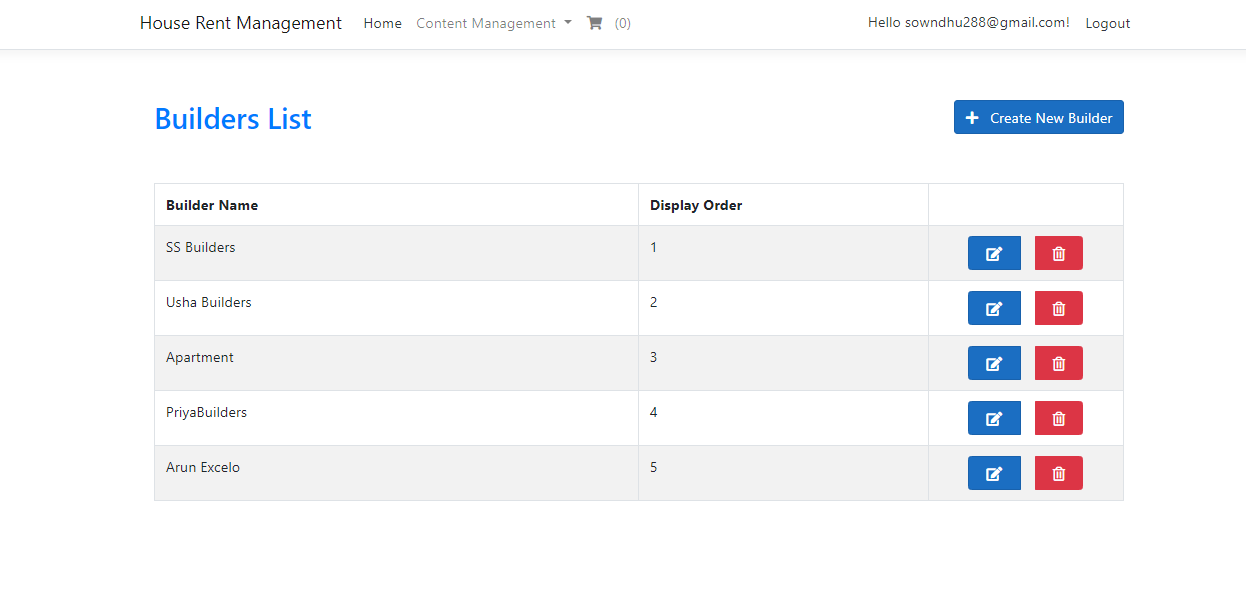 House Rent Management Home Content Management (0) Hello sowndhu288@gmail.com! Logout
Builders List
Create New Builder
Builder Name Display Order
SS Builders 1
Usha Builders 2
Apartment 3
PriyaBuilders 4
Arun Excelo 5